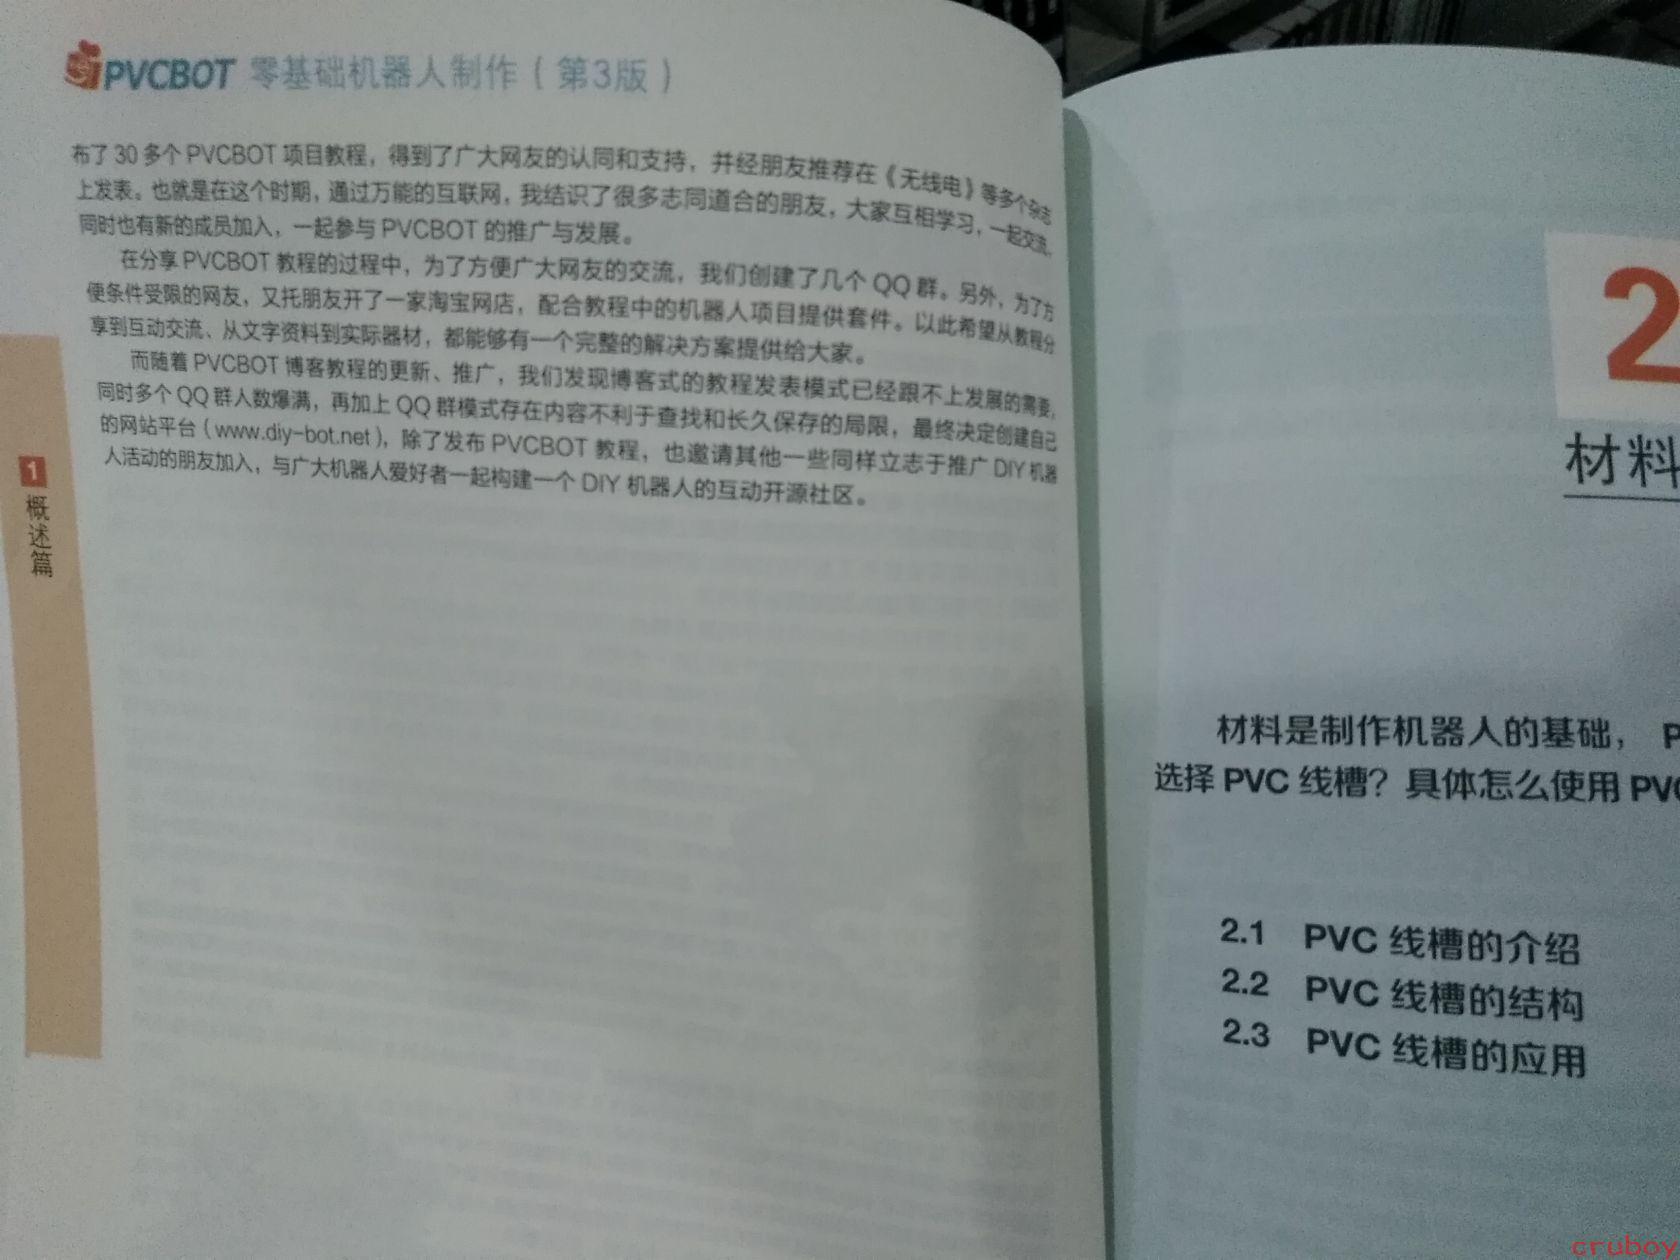 PVCBOT 零基础机器人制作（第3版）
布了 30 多个 PVCBOT 项目教程，得到了广大网友的认同和支持，并经朋友推荐在《无线电》等多个杂志
上发表。也就是在这个时期，通过万能的互联网，我结识了很多志同道合的朋友，大家互相学习，一起交流，
同时也有新的成员加入，一起参与 PVCBOT 的推广与发展。
在分享 PVCBOT 教程的过程中，为了方便广大网友的交流，我们创建了几个 QQ 群。另外，为了方
便条件受限的网友，又托朋友开了一家淘宝网店，配合教程中的机器人项目提供套件。以此希望从教程分
享到互动交流、从文字资料到实际器材，都能够有一个完整的解决方案提供给大家。
而随着 PVCBOT 博客教程的更新、推广，我们发现博客式的教程发表模式已经跟不上发展的需要，
同时多个 QQ 群人数爆满，再加上 QQ 群模式存在内容不利于查找和长久保存的局限，最终决定创建自己
的网站平台（www.diy-bot.net），除了发布 PVCBOT 教程，也邀请其他一些同样立志于推广 DIY 机器
人活动的朋友加入，与广大机器人爱好者一起构建一个 DIY 机器人的互动开源社区。
1
概述篇
2
材料
材料是制作机器人的基础，P
选择 PVC 线槽？具体怎么使用 PVC
2.1 PVC 线槽的介绍
2.2 PVC 线槽的结构
2.3 PVC 线槽的应用
cruboy